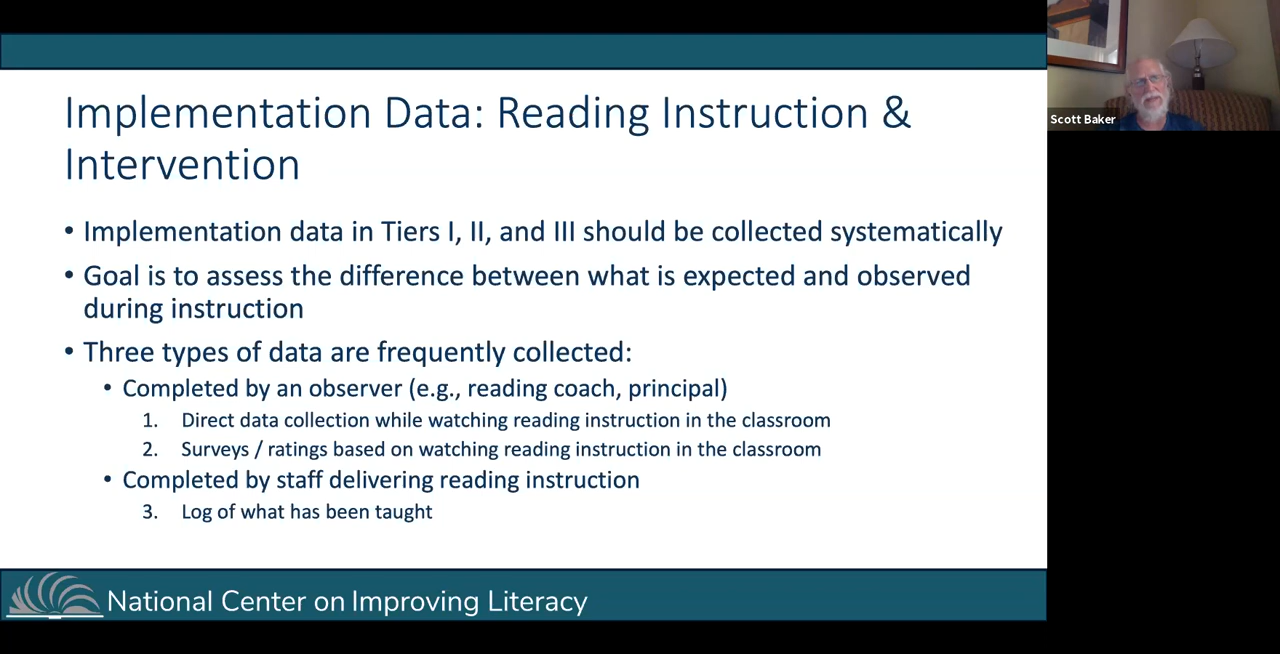 Implementation Data: Reading Instruction &
Intervention
• Implementation data in Tiers I, II, and III should be collected systematically
• Goal is to assess the difference between what is expected and observed
during instruction
• Three types of data are frequently collected:
• Completed by an observer (e.g., reading coach, principal)
1. Direct data collection while watching reading instruction in the classroom
2. Surveys / ratings based on watching reading instruction in the classroom
• Completed by staff delivering reading instruction
3. Log of what has been taught
National Center on Improving Literacy
Scott Baker